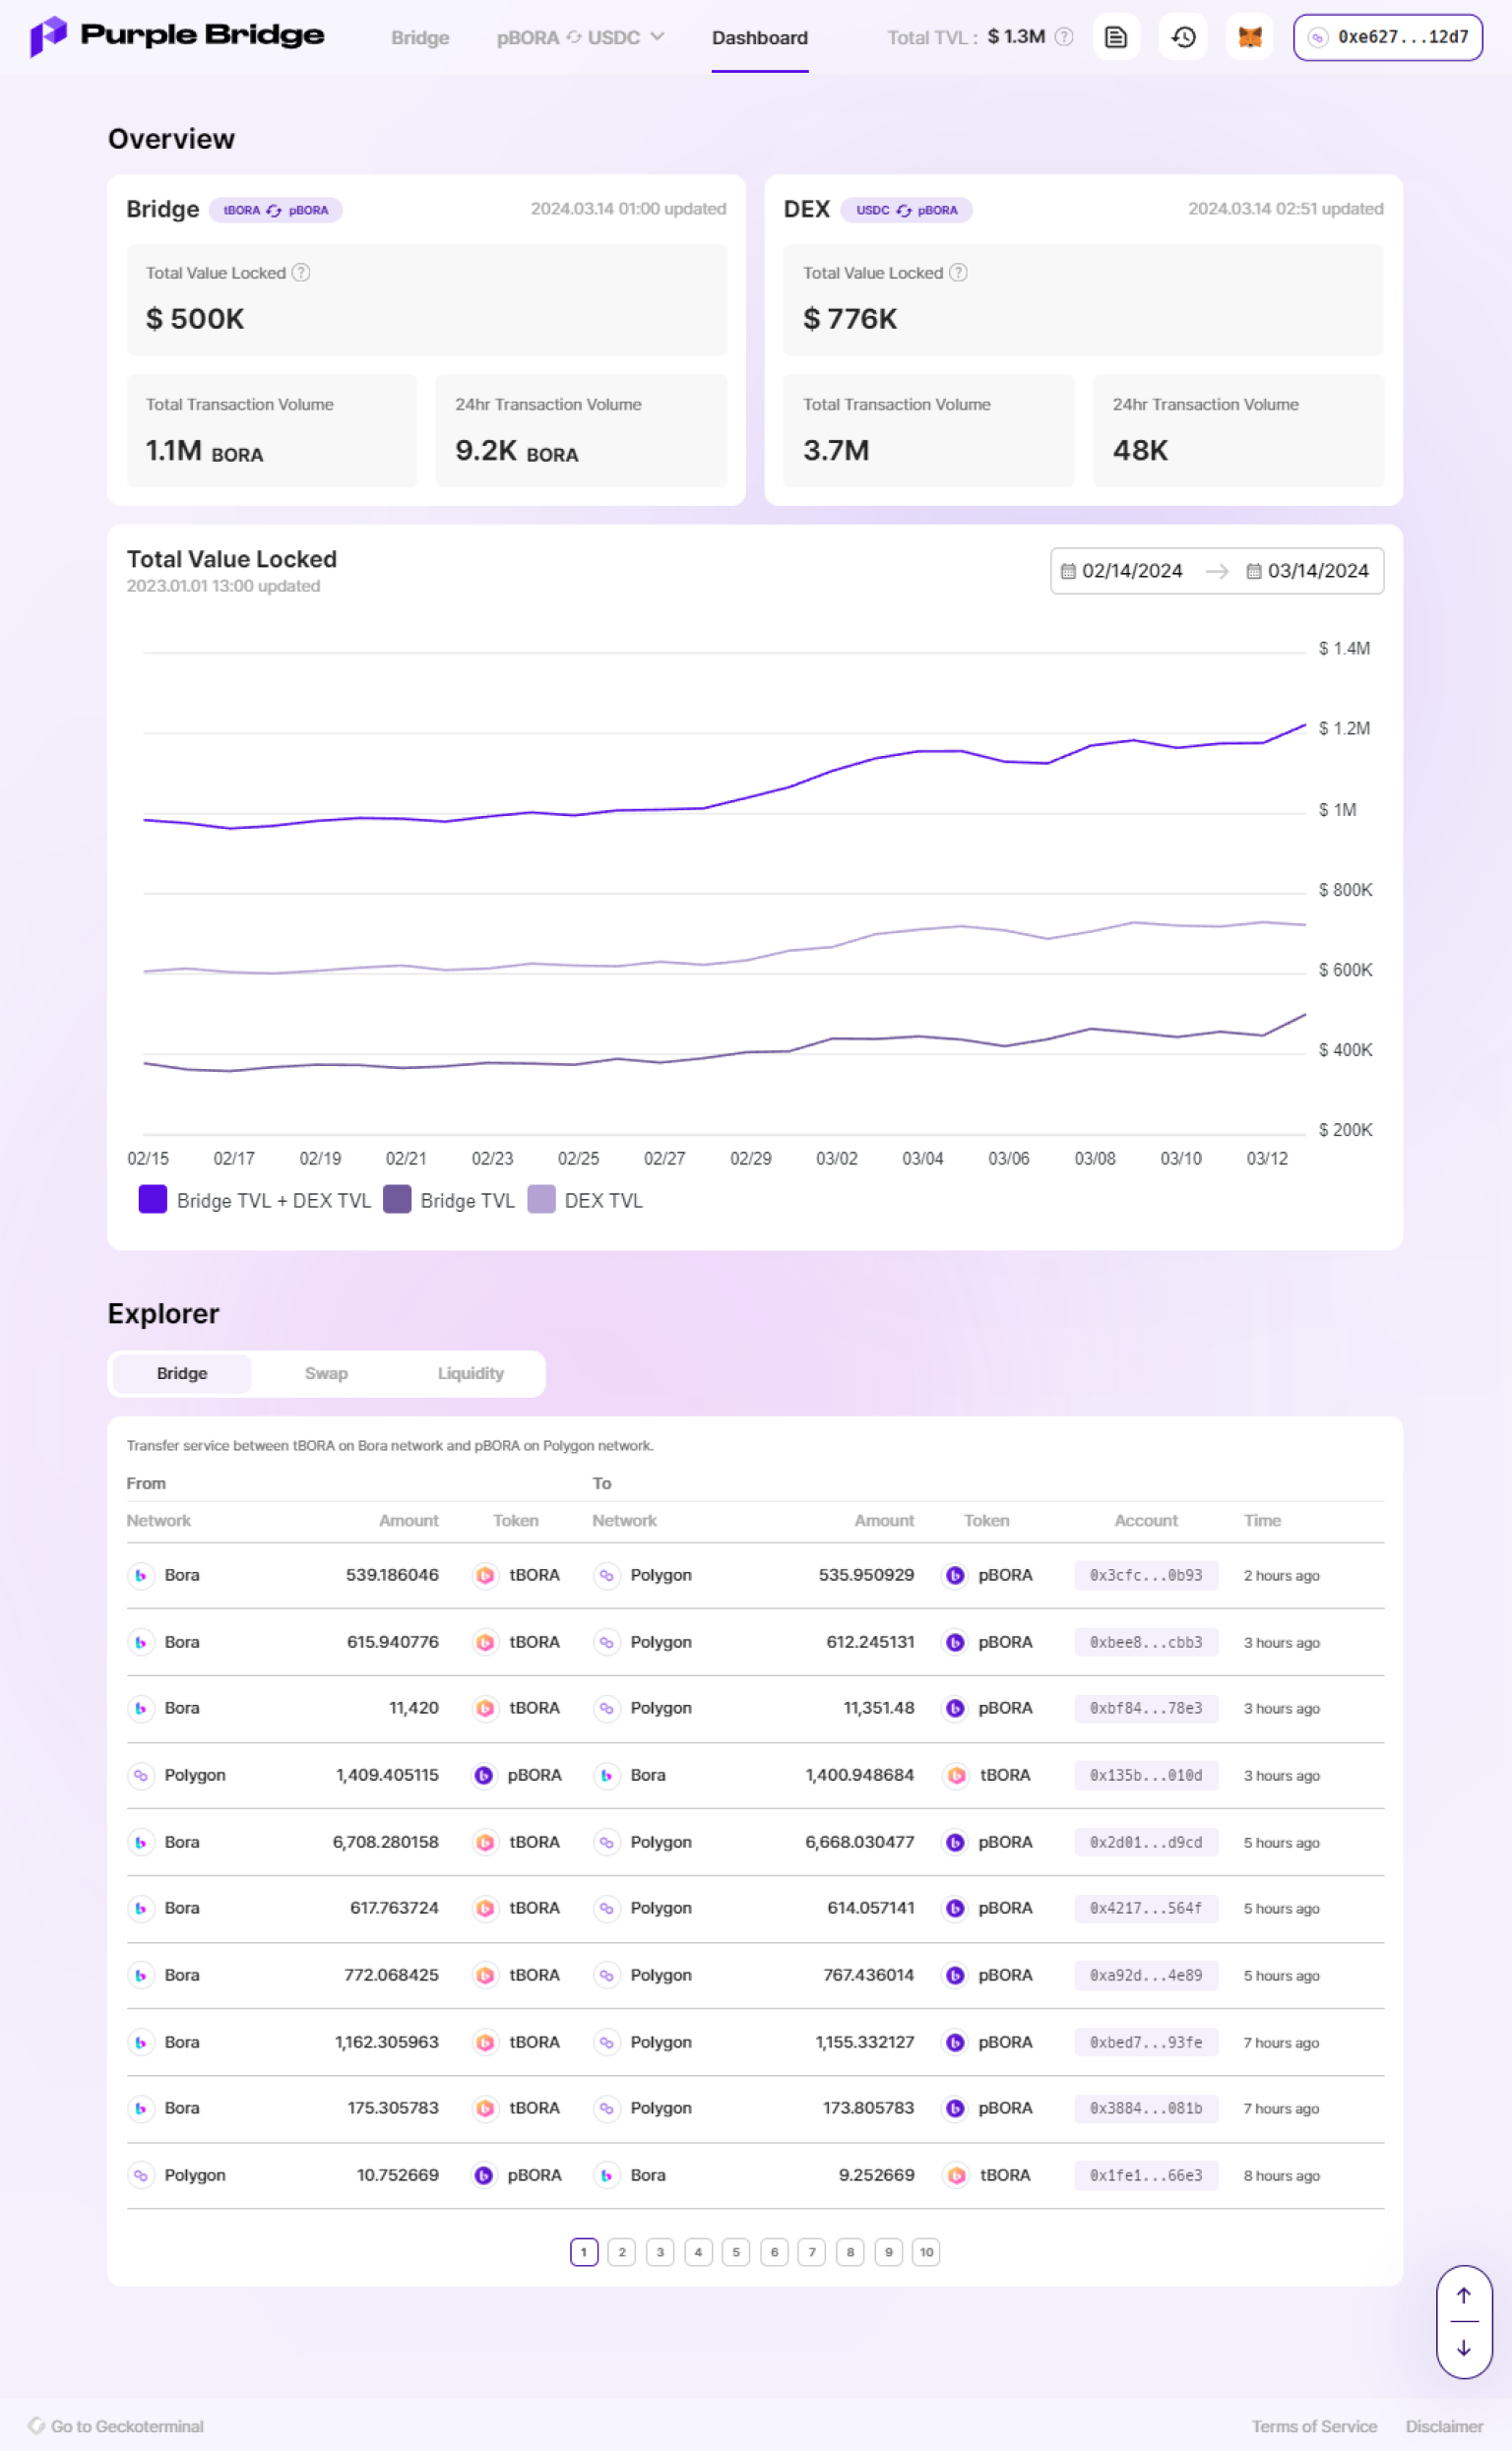 Purple Bridge Bridge pBORA USDC Dashboard Total TVL : $ 1.3M ? 0xe627...12d7
Overview
Bridge tBORA pBORA 2024.03.14 01:00 updated
Total Value Locked ?
$ 500K
Total Transaction Volume 24hr Transaction Volume
1.1M BORA 9.2K BORA
DEX USDC pBORA 2024.03.14 02:51 updated
Total Value Locked ?
$ 776K
Total Transaction Volume 24hr Transaction Volume
3.7M 48K
Total Value Locked
2023.01.01 13:00 updated
02/14/2024 → 03/14/2024
$ 1.4M
$ 1.2M
$ 1M
$ 800K
$ 600K
$ 400K
$ 200K
02/15 02/17 02/19 02/21 02/23 02/25 02/27 02/29 03/02 03/04 03/06 03/08 03/10 03/12
Bridge TVL + DEX TVL Bridge TVL DEX TVL
Explorer
Bridge Swap Liquidity
Transfer service between tBORA on Bora network and pBORA on Polygon network.
From To
Network Amount Token Network Amount Token Account Time
Bora 539.186046 tBORA Polygon 535.950929 pBORA 0x3cfc...0b93 2 hours ago
Bora 615.940776 tBORA Polygon 612.245131 pBORA 0xbee8...cbb3 3 hours ago
Bora 11,420 tBORA Polygon 11,351.48 pBORA 0xbf84...78e3 3 hours ago
Polygon 1,409.405115 pBORA Bora 1,400.948684 tBORA 0x135b...010d 3 hours ago
Bora 6,708.280158 tBORA Polygon 6,668.030477 pBORA 0x2d01...d9cd 5 hours ago
Bora 617.763724 tBORA Polygon 614.057141 pBORA 0x4217...564f 5 hours ago
Bora 772.068425 tBORA Polygon 767.436014 pBORA 0xa92d...4e89 5 hours ago
Bora 1,162.305963 tBORA Polygon 1,155.332127 pBORA 0xbed7...93fe 7 hours ago
Bora 175.305783 tBORA Polygon 173.805783 pBORA 0x3884...081b 7 hours ago
Polygon 10.752669 pBORA Bora 9.252669 tBORA 0x1fe1...66e3 8 hours ago
1 2 3 4 5 6 7 8 9 10
Go to Geckoterminal Terms of Service Disclaimer